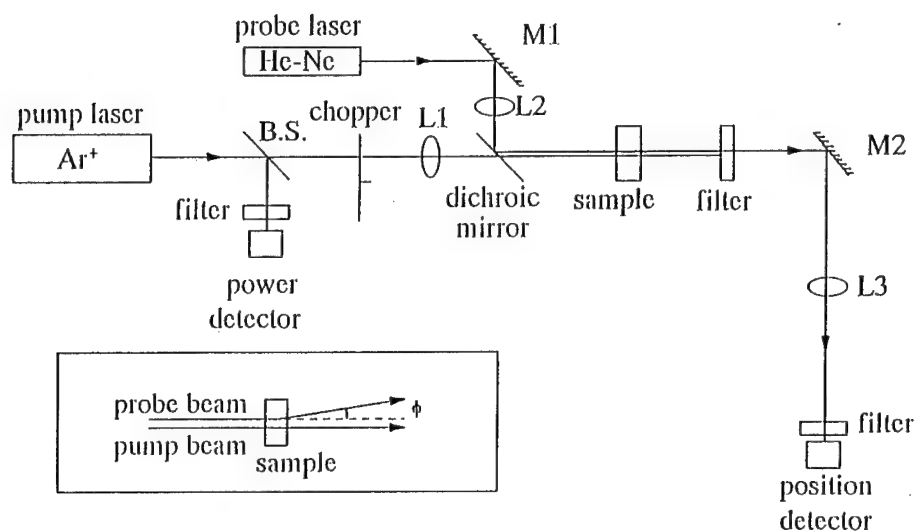 probe laser
He-Ne
M1
L2
pump laser
Ar+
B.S.
chopper
L1
M2
dichroic
mirror
sample
filter
filter
power
detector
L3
probe beam
pump beam
ϕ
sample
filter
position
detector